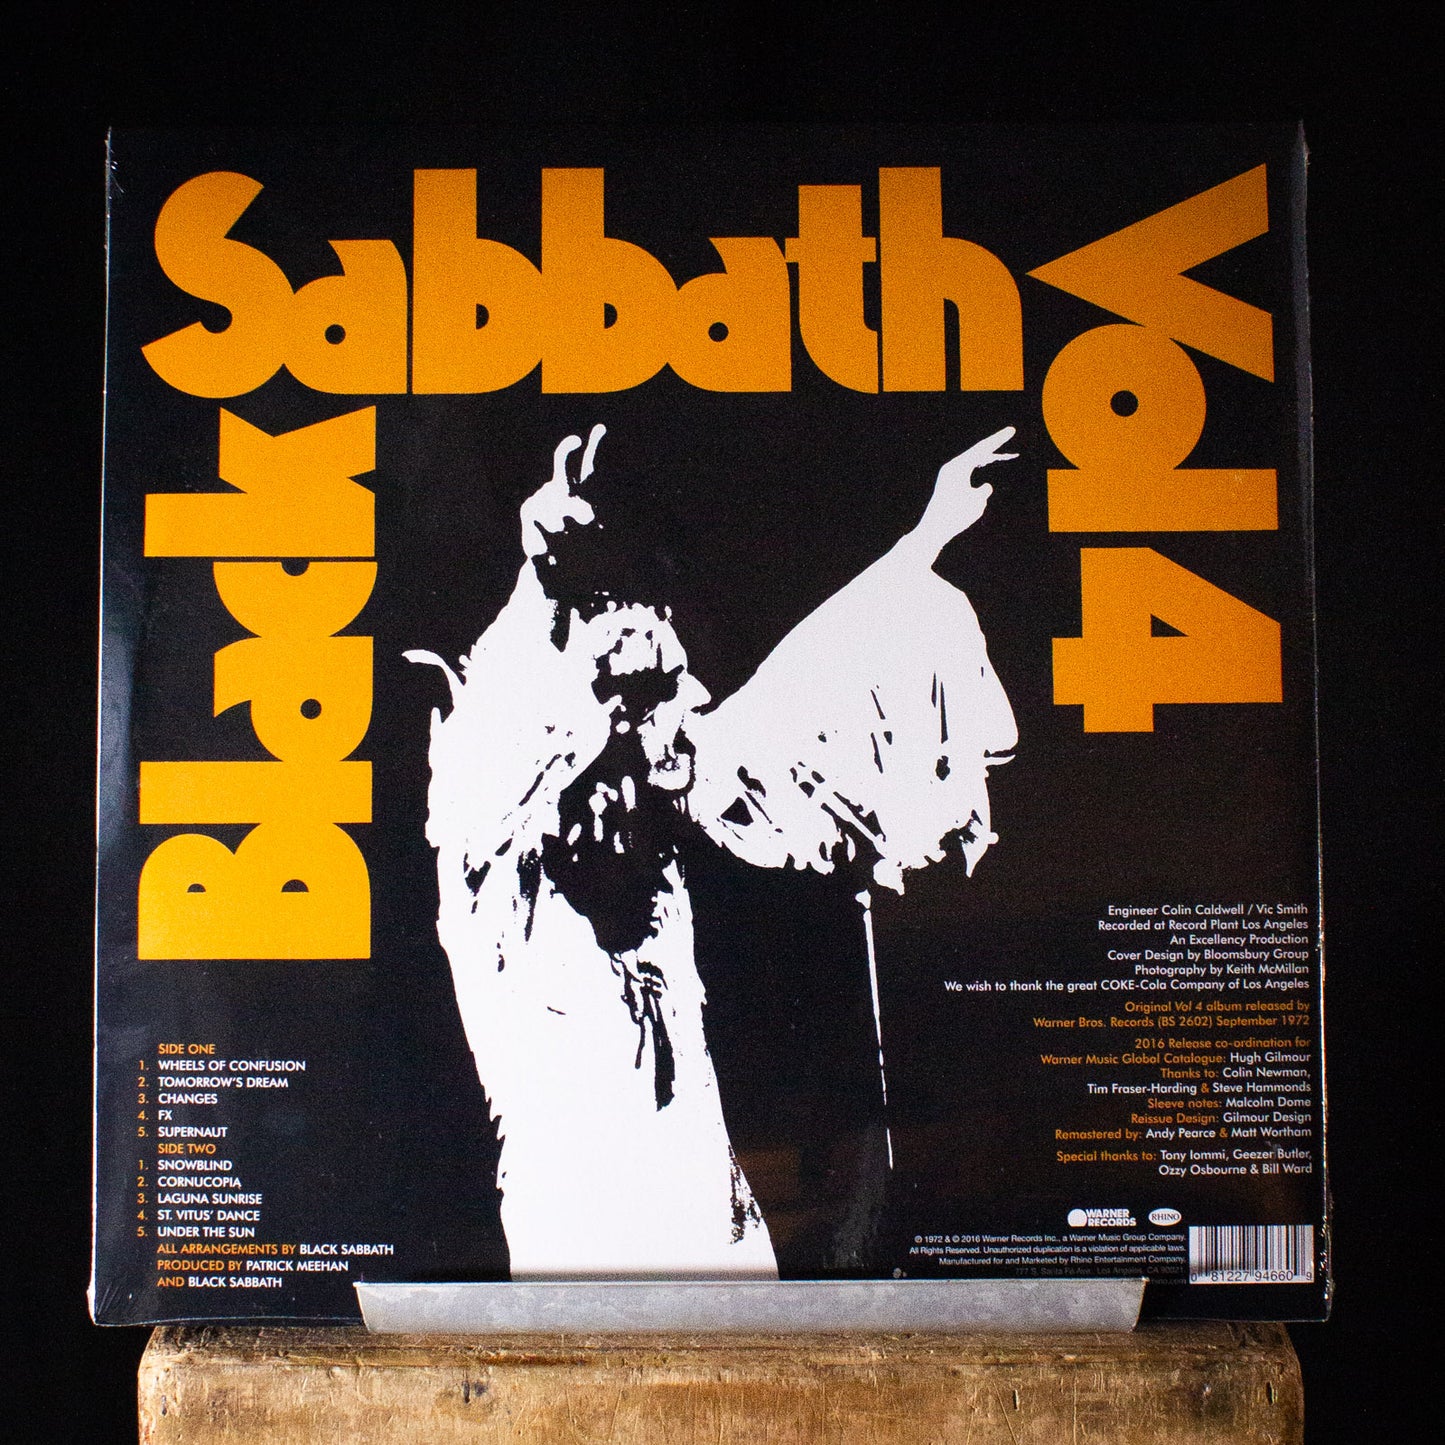 Black
Sabbath
Vol 4
SIDE ONE
1. WHEELS OF CONFUSION
2. TOMORROW'S DREAM
3. CHANGES
4. FX
5. SUPERNAUT
SIDE TWO
1. SNOWBLIND
2. CORNUCOPIA
3. LAGUNA SUNRISE
4. ST. VITUS' DANCE
5. UNDER THE SUN
ALL ARRANGEMENTS BY BLACK SABBATH
PRODUCED BY PATRICK MEEHAN
AND BLACK SABBATH
Engineer Colin Caldwell / Vic Smith
Recorded at Record Plant Los Angeles
An Excellency Production
Cover Design by Bloomsbury Group
Photography by Keith McMillan
We wish to thank the great COKE-Cola Company of Los Angeles
Original Vol 4 album released by
Warner Bros. Records (BS 2602) September 1972
2016 Release co-ordination for
Warner Music Global Catalogue: Hugh Gilmour
Thanks to: Colin Newman,
Tim Fraser-Harding & Steve Hammonds
Sleeve notes: Malcolm Dome
Reissue Design: Gilmour Design
Remastered by: Andy Pearce & Matt Wortham
Special thanks to: Tony Iommi, Geezer Butler,
Ozzy Osbourne & Bill Ward
WARNER
RECORDS
RHINO
℗ 1972 & © 2016 Warner Records Inc., a Warner Music Group Company.
All Rights Reserved. Unauthorized duplication is a violation of applicable laws.
Manufactured for and Marketed by Rhino Entertainment Company,
777 S. Santa Fe Ave., Los Angeles, CA 90021.
0 81227 94660 9